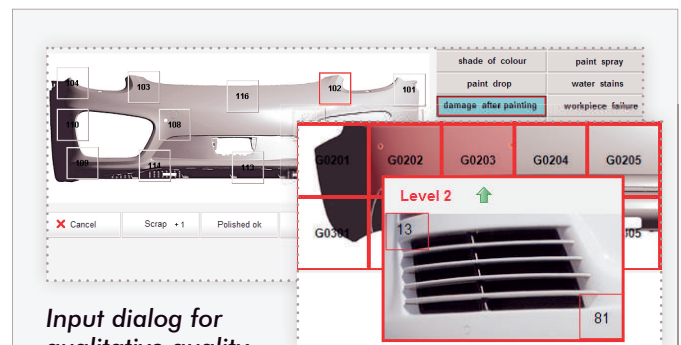 shade of colour paint spray
paint drop water stains
damage after painting workpiece failure
104 103 116 102 101
110 108
109 114 113
Cancel Scrap + 1 Polished ok
G0201 G0202 G0203 G0204 G0205
G0301
Level 2
13
81
Input dialog for
qualitative quality